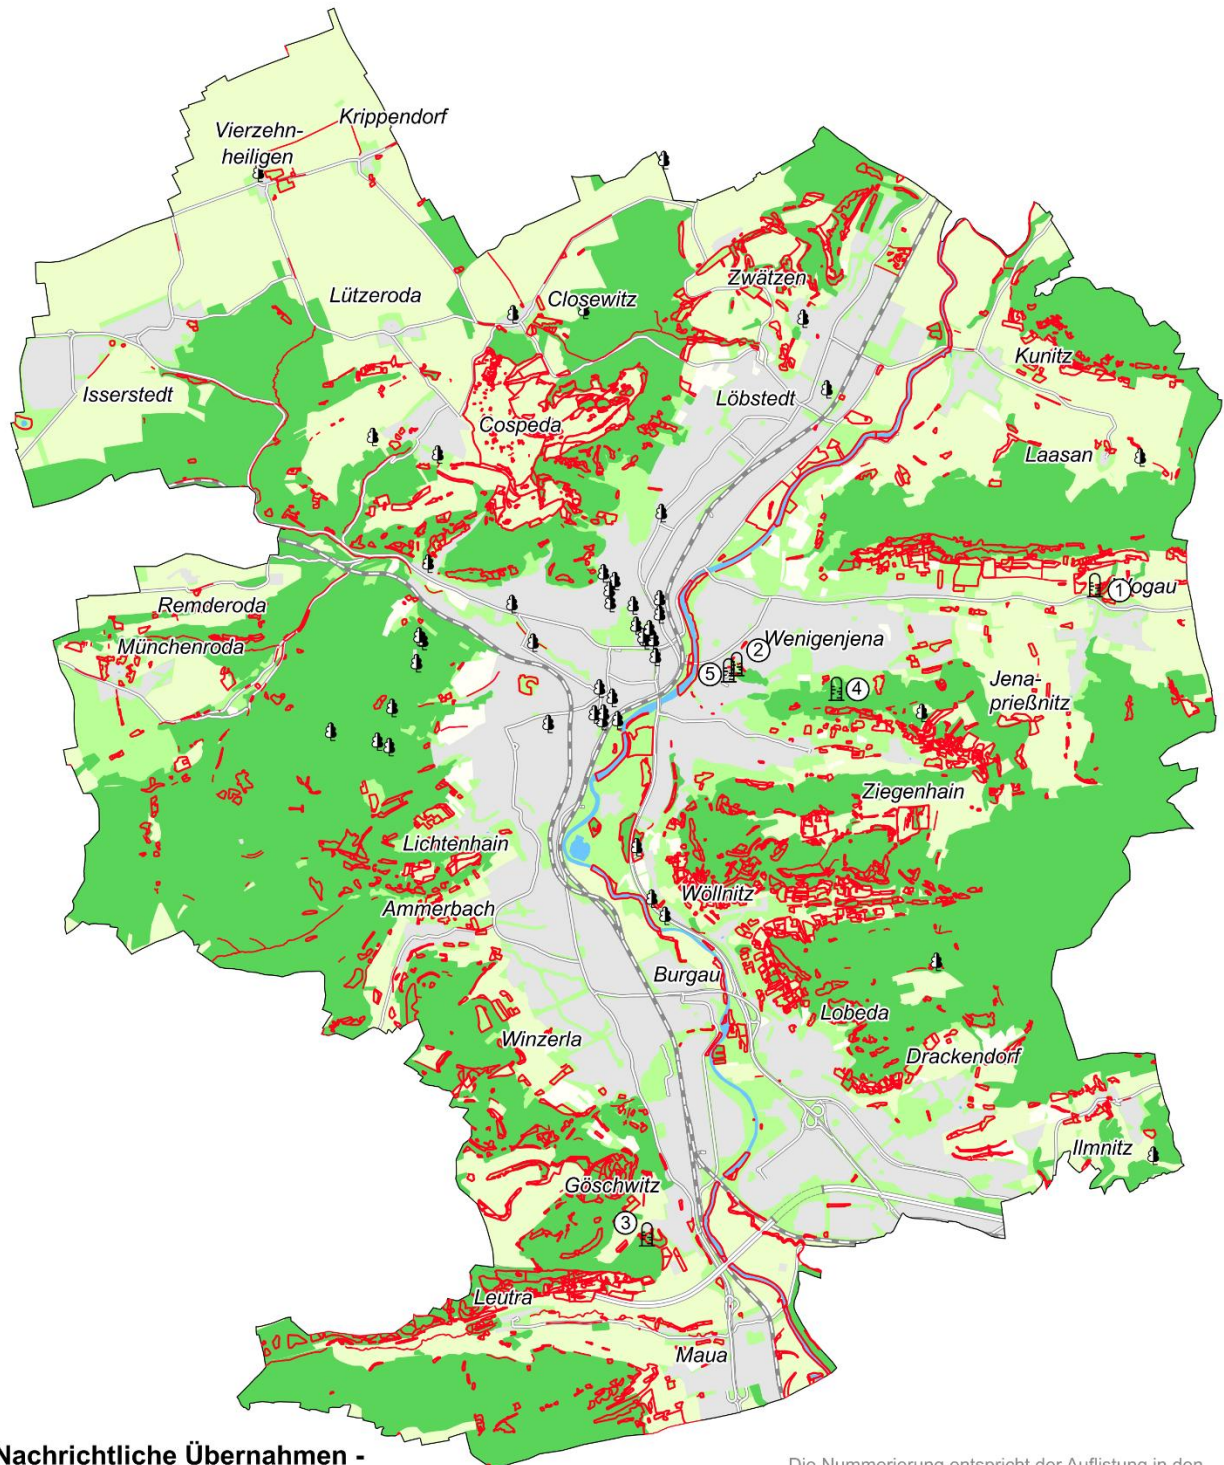 Krippendorf
Vierzehn-
heiligen
Zwätzen
Lützeroda
Closewitz
Kunitz
Isserstedt
Löbstedt
Cospeda
Laasan
Wogau
1
Remderoda
Münchenroda
Wenigenjena
2
5
4
Jena-
prießnitz
Ziegenhain
Lichtenhain
Wöllnitz
Ammerbach
Burgau
Lobeda
Winzerla
Drackendorf
Ilmnitz
Göschwitz
3
Leutra
Maua
Nachrichtliche Übernahmen -
Die Nummerierung entspricht der Auflistung in den